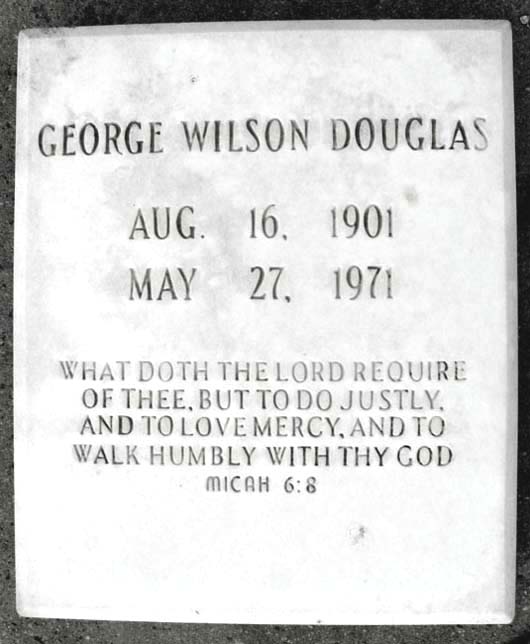 GEORGE WILSON DOUGLAS
AUG. 16, 1901
MAY 27, 1971
WHAT DOTH THE LORD REQUIRE
OF THEE, BUT TO DO JUSTLY,
AND TO LOVE MERCY, AND TO
WALK HUMBLY WITH THY GOD
MICAH 6:8